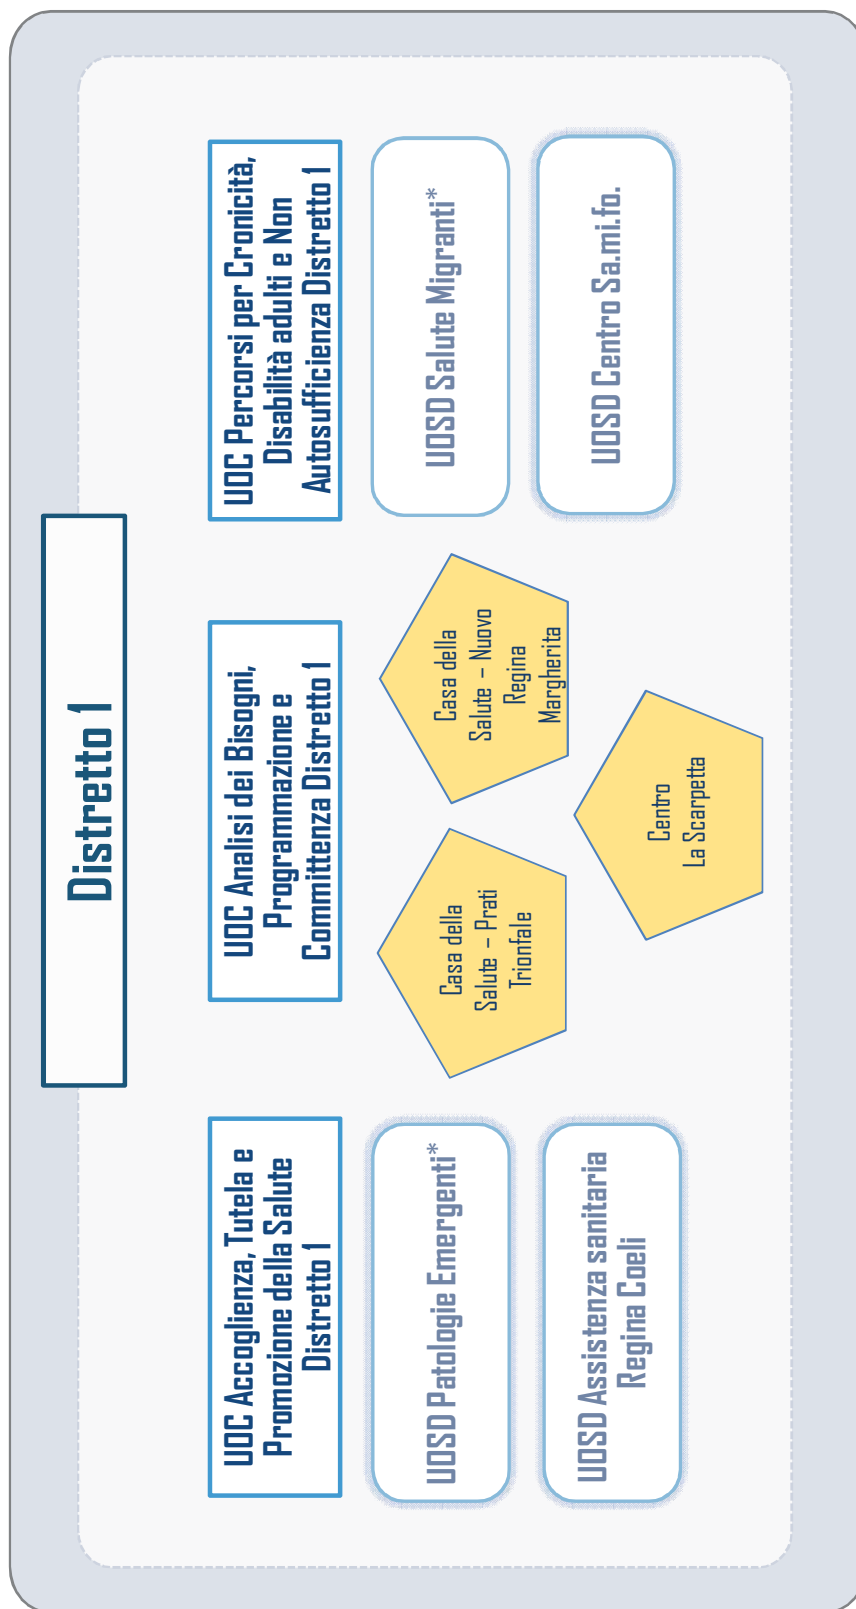 Distretto 1
UOC Accoglienza, Tutela e
Promozione della Salute
Distretto 1
UOC Analisi dei Bisogni,
Programmazione e
Committenza Distretto 1
UOC Percorsi per Cronicità,
Disabilità adulti e Non
Autosufficienza Distretto 1
UOSD Patologie Emergenti*
UOSD Assistenza sanitaria
Regina Coeli
Casa della
Salute – Prati
Trionfale
Casa della
Salute – Nuovo
Regina
Margherita
Centro
La Scarpetta
UOSD Salute Migranti*
UOSD Centro Sa.mi.fo.